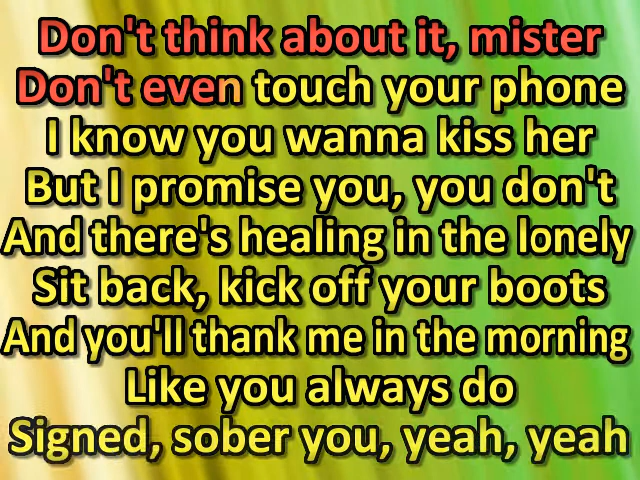 Don't think about it, mister
Don't even touch your phone
I know you wanna kiss her
But I promise you, you don't
And there's healing in the lonely
Sit back, kick off your boots
And you'll thank me in the morning
Like you always do
Signed, sober you, yeah, yeah